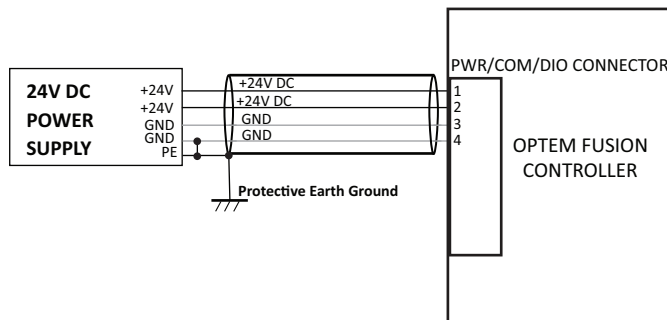 PWR/COM/DIO CONNECTOR
24V DC
POWER
SUPPLY
+24V
+24V
GND
GND
PE
+24V DC
+24V DC
GND
GND
1
2
3
4
OPTEM FUSION
CONTROLLER
Protective Earth Ground